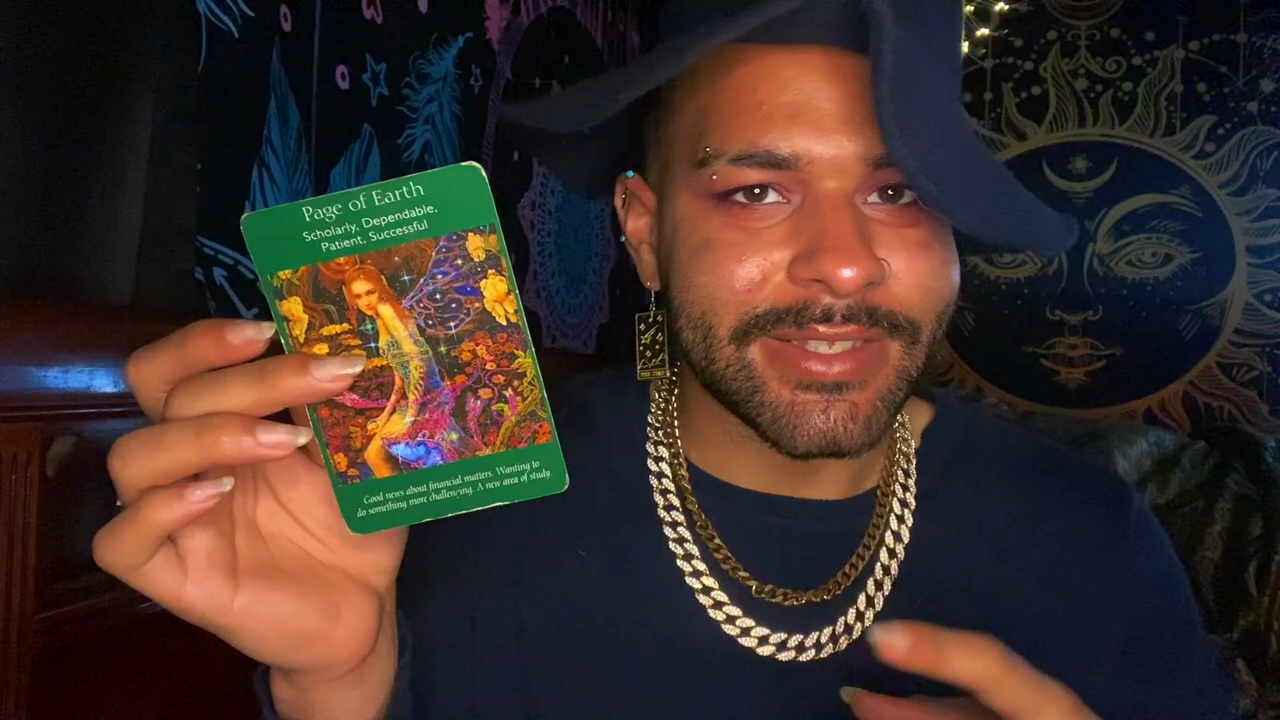 Page of Earth
Scholarly, Dependable,
Patient, Successful
Good news about financial matters. Wanting to
do something more challenging. A new area of study.